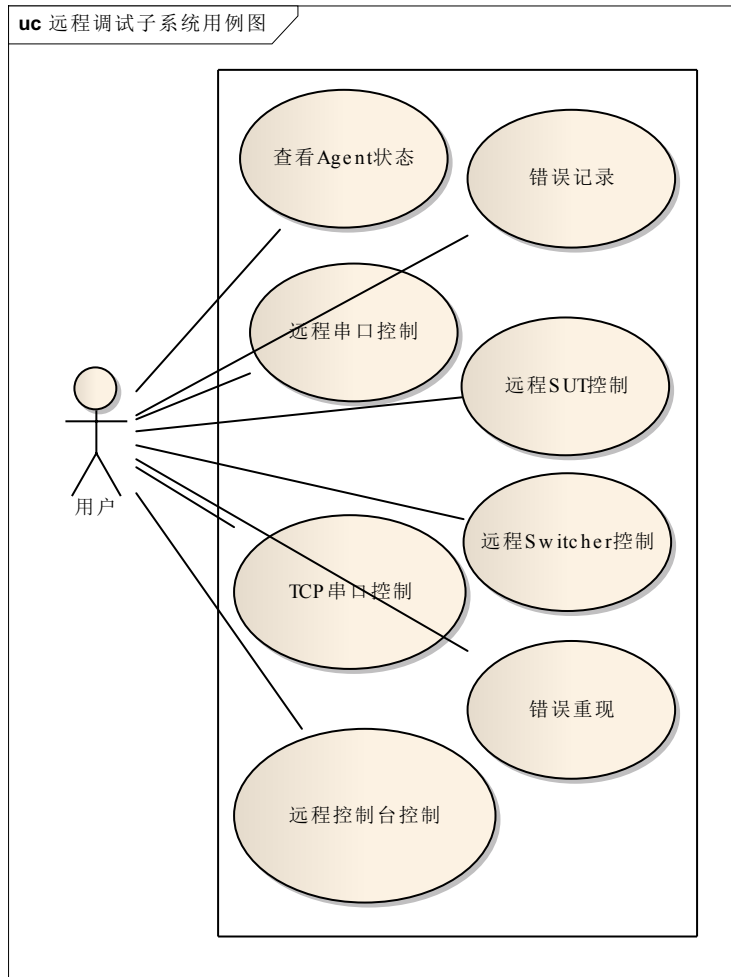 uc 远程调试子系统用例图
查看Agent状态
错误记录
远程串口控制
远程SUT控制
用户
远程Switcher控制
TCP串口控制
错误重现
远程控制台控制